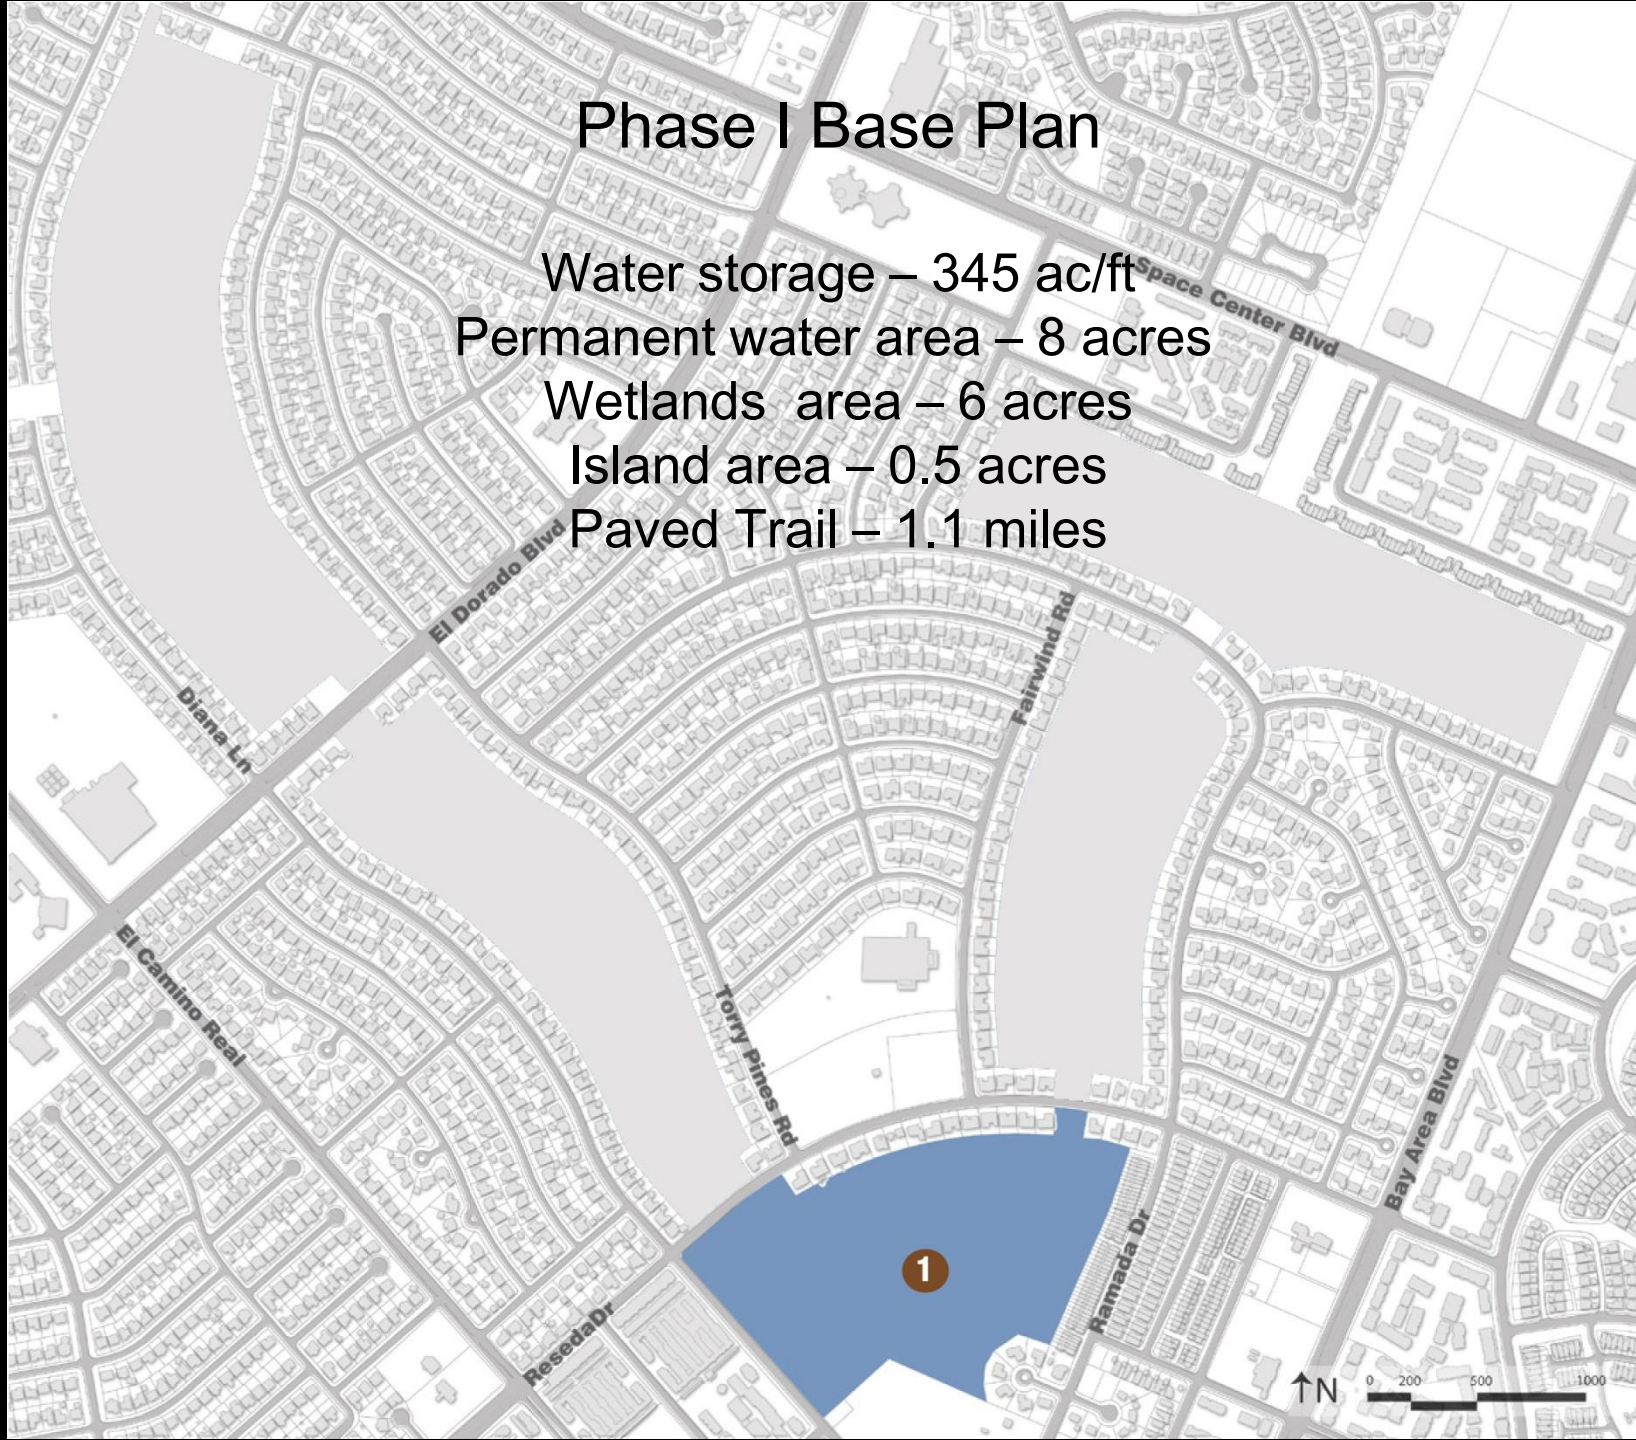 Phase I Base Plan
Water storage – 345 ac/ft
Permanent water area – 8 acres
Wetlands  area – 6 acres
Island area – 0.5 acres
Paved Trail – 1.1 miles
Space Center Blvd
El Dorado Blvd
Fairwind Rd
Diana Ln
El Camino Real
Torry Pines Rd
Bay Area Blvd
Ramada Dr
ResedaDr
1
↑N
0 200 500 1000